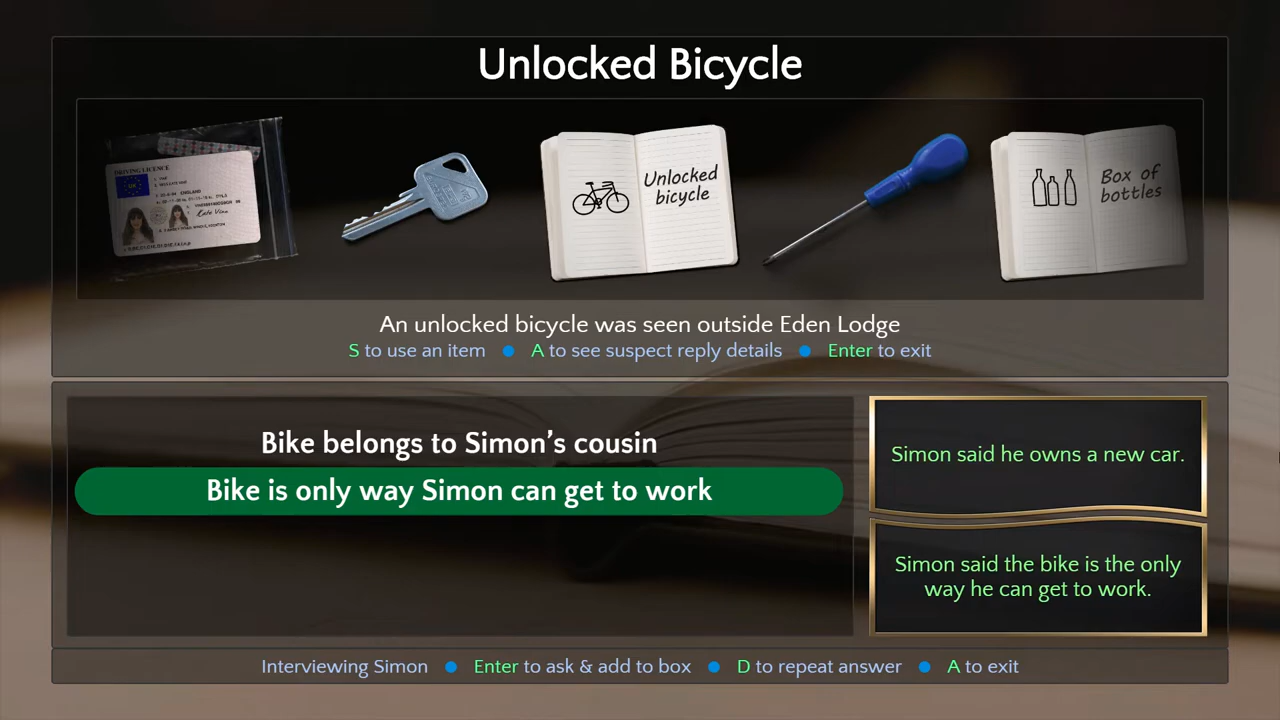 Unlocked Bicycle
DRIVING LICENCE
Unlocked
bicycle
Box of
bottles
An unlocked bicycle was seen outside Eden Lodge
S to use an item ● A to see suspect reply details ● Enter to exit
Bike belongs to Simon’s cousin
Bike is only way Simon can get to work
Simon said he owns a new car.
Simon said the bike is the only
way he can get to work.
Interviewing Simon ● Enter to ask & add to box ● D to repeat answer ● A to exit